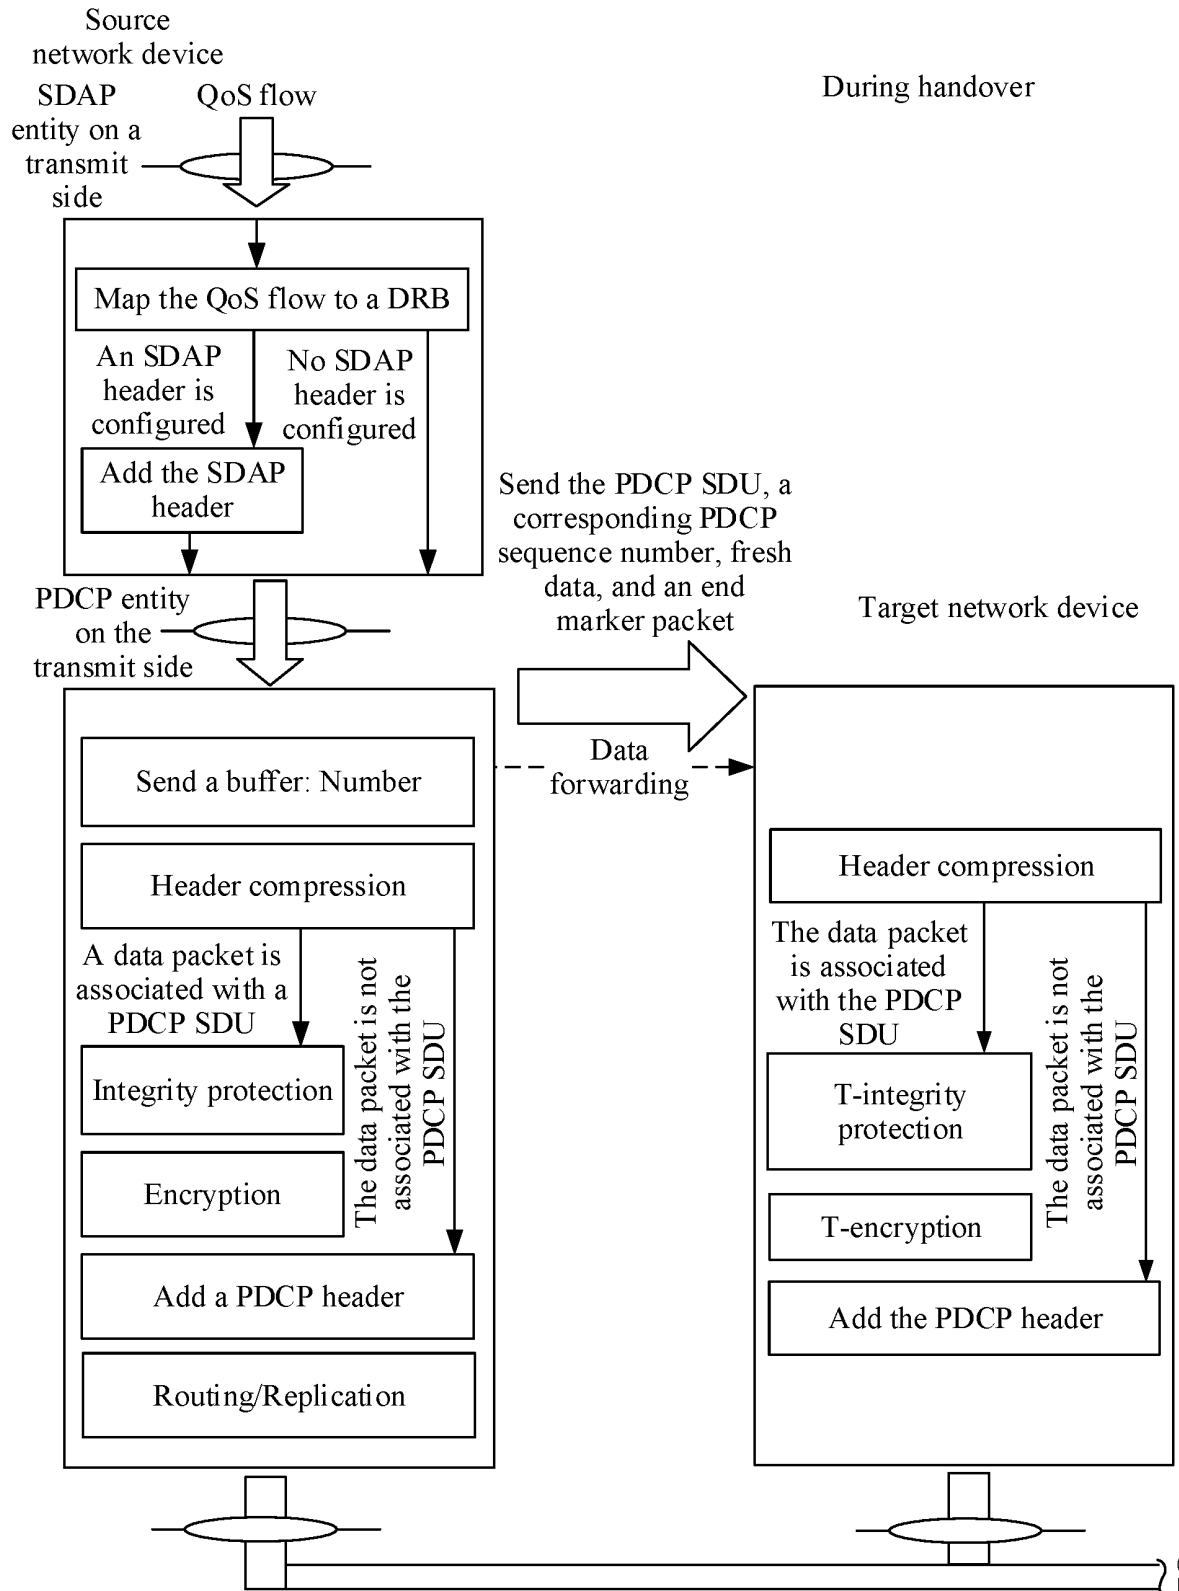 Source
network device
SDAP
entity on a
transmit
side
QoS flow
During handover
Map the QoS flow to a DRB
An SDAP
header is
configured
No SDAP
header is
configured
Add the SDAP
header
Send the PDCP SDU, a
corresponding PDCP
sequence number, fresh
data, and an end
marker packet
PDCP entity
on the
transmit side
Target network device
Send a buffer: Number
Data
forwarding
Header compression
A data packet is
associated with a
PDCP SDU
The data packet is not
associated with the
PDCP SDU
Integrity protection
Encryption
Add a PDCP header
Routing/Replication
Header compression
The data packet
is associated
with the PDCP
SDU
The data packet is not
associated with the
PDCP SDU
T-integrity
protection
T-encryption
Add the PDCP header